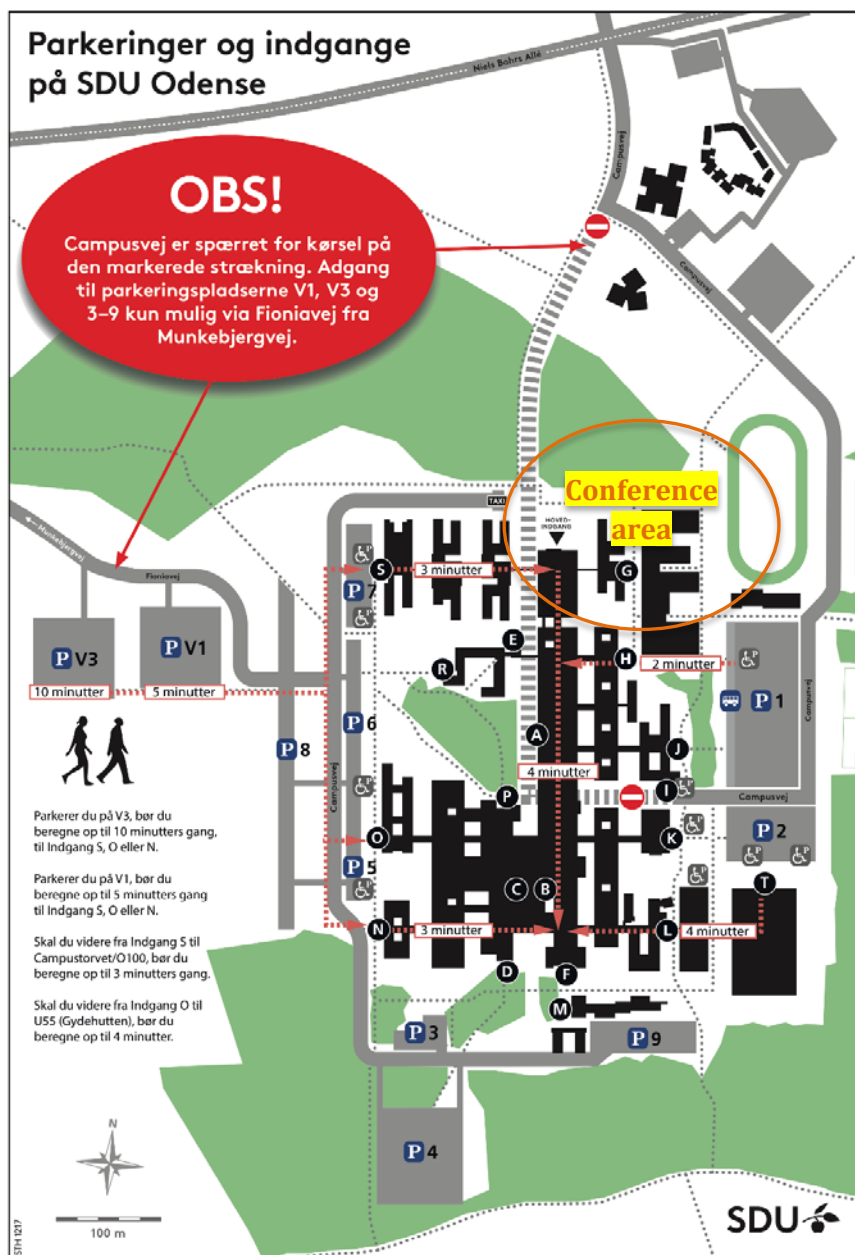 Parkeringer og indgange
på SDU Odense
Niels Bohrs Allé
Campusvej
OBS!
Campusvej er spærret for kørsel på
den markerede strækning. Adgang
til parkeringspladserne V1, V3 og
3–9 kun mulig via Fioniavej fra
Munkebjergvej.
Campusvej
Conference
area
TAXI
HOVED-
INDGANG
← Munkebjergvej
Fioniavej
S
3 minutter
G
P 7
P V3
P V1
E
H
2 minutter
R
10 minutter
5 minutter
P 6
P 1
Campusvej
P 8
A
J
4 minutter
Campusvej
P
I
Campusvej
O
K
P 2
P 5
C
B
T
N
3 minutter
L
4 minutter
D
F
M
P 3
P 9
P 4
Parkerer du på V3, bør du
beregne op til 10 minutters gang,
til Indgang S, O eller N.
Parkerer du på V1, bør du
beregne op til 5 minutters gang
til Indgang S, O eller N.
Skal du videre fra Indgang S til
Campustorvet/O100, bør du
beregne op til 3 minutters gang.
Skal du videre fra Indgang O til
U55 (Gydehutten), bør du
beregne op til 4 minutter.
N
100 m
STH 1217
SDU